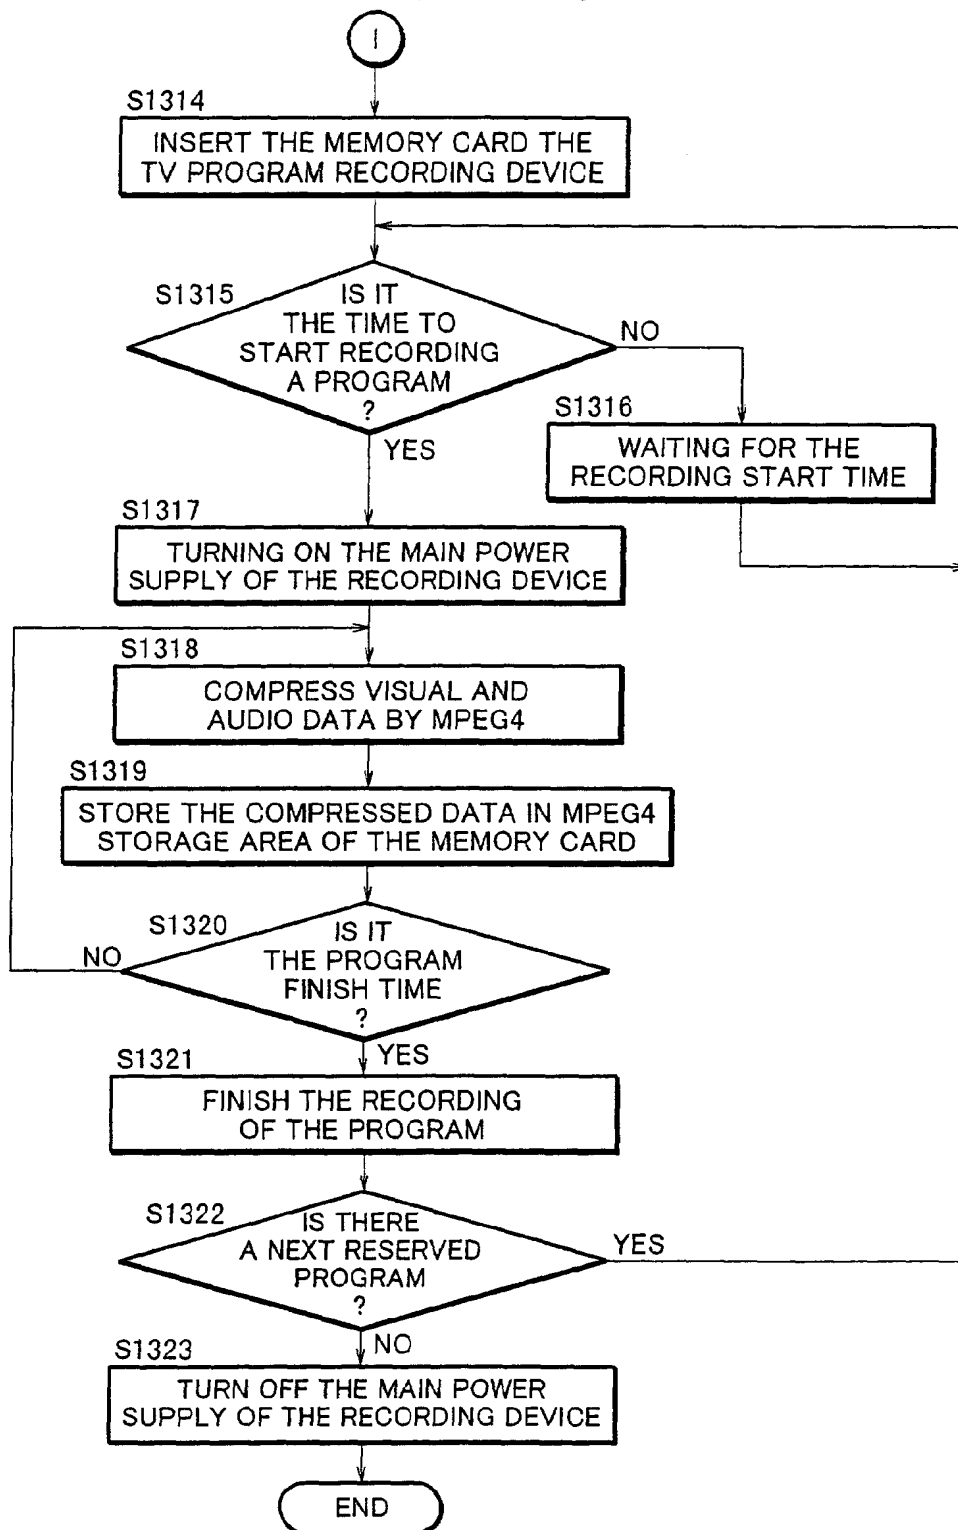 I
S1314
INSERT THE MEMORY CARD THE
TV PROGRAM RECORDING DEVICE
S1315
IS IT
THE TIME TO
START RECORDING
A PROGRAM
?
NO
YES
S1316
WAITING FOR THE
RECORDING START TIME
S1317
TURNING ON THE MAIN POWER
SUPPLY OF THE RECORDING DEVICE
S1318
COMPRESS VISUAL AND
AUDIO DATA BY MPEG4
S1319
STORE THE COMPRESSED DATA IN MPEG4
STORAGE AREA OF THE MEMORY CARD
S1320
IS IT
THE PROGRAM
FINISH TIME
?
NO
YES
S1321
FINISH THE RECORDING
OF THE PROGRAM
S1322
IS THERE
A NEXT RESERVED
PROGRAM
?
YES
NO
S1323
TURN OFF THE MAIN POWER
SUPPLY OF THE RECORDING DEVICE
END